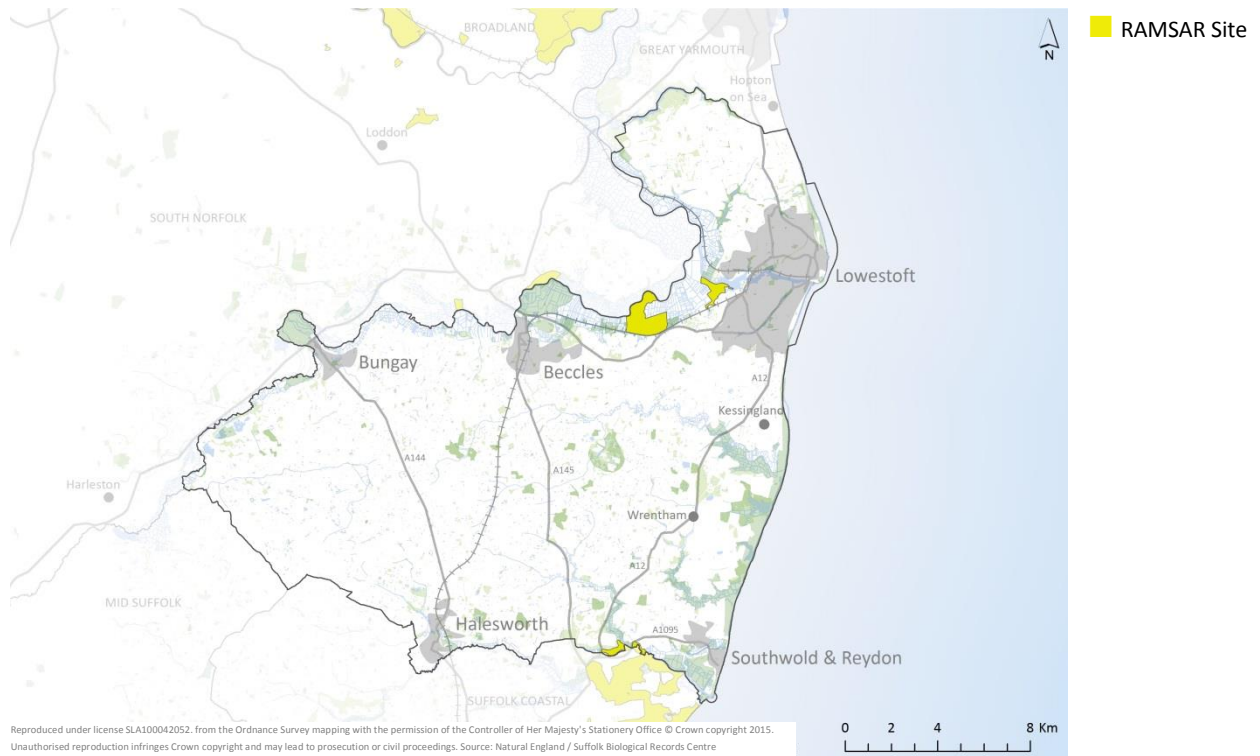 RAMSAR Site
BROADLAND
GREAT YARMOUTH
N
Hopton
on Sea
Loddon
SOUTH NORFOLK
Lowestoft
Bungay
Beccles
A12
Kessingland
A144
A145
Harleston
Wrentham
A12
MID SUFFOLK
Halesworth
A1095
Southwold & Reydon
SUFFOLK COASTAL
Reproduced under license SLA100042052. from the Ordnance Survey mapping with the permission of the Controller of Her Majesty's Stationery Office © Crown copyright 2015.
Unauthorised reproduction infringes Crown copyright and may lead to prosecution or civil proceedings. Source: Natural England / Suffolk Biological Records Centre
0 2 4 8 Km